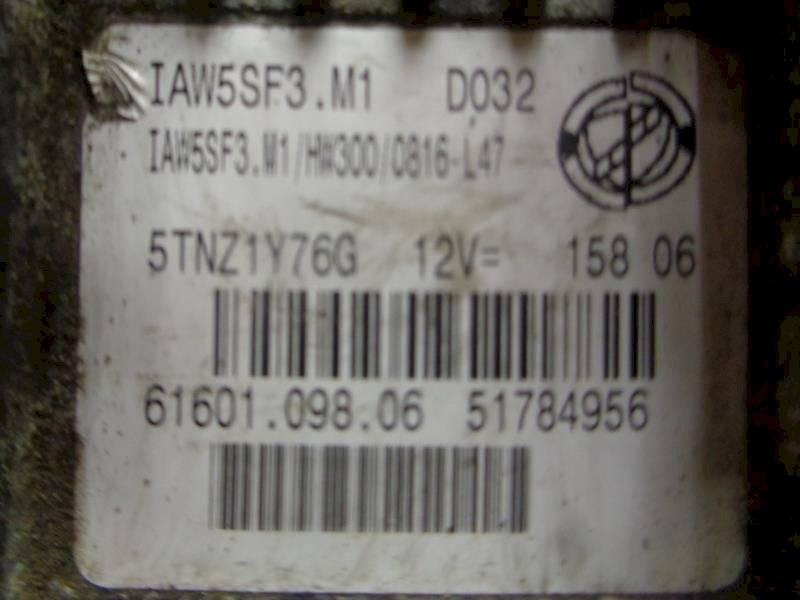 IAW5SF3.M1 D032
IAW5SF3.M1/HW300/0816-L47
5TNZ1Y76G 12V= 158 06
61601.098.06 51784956